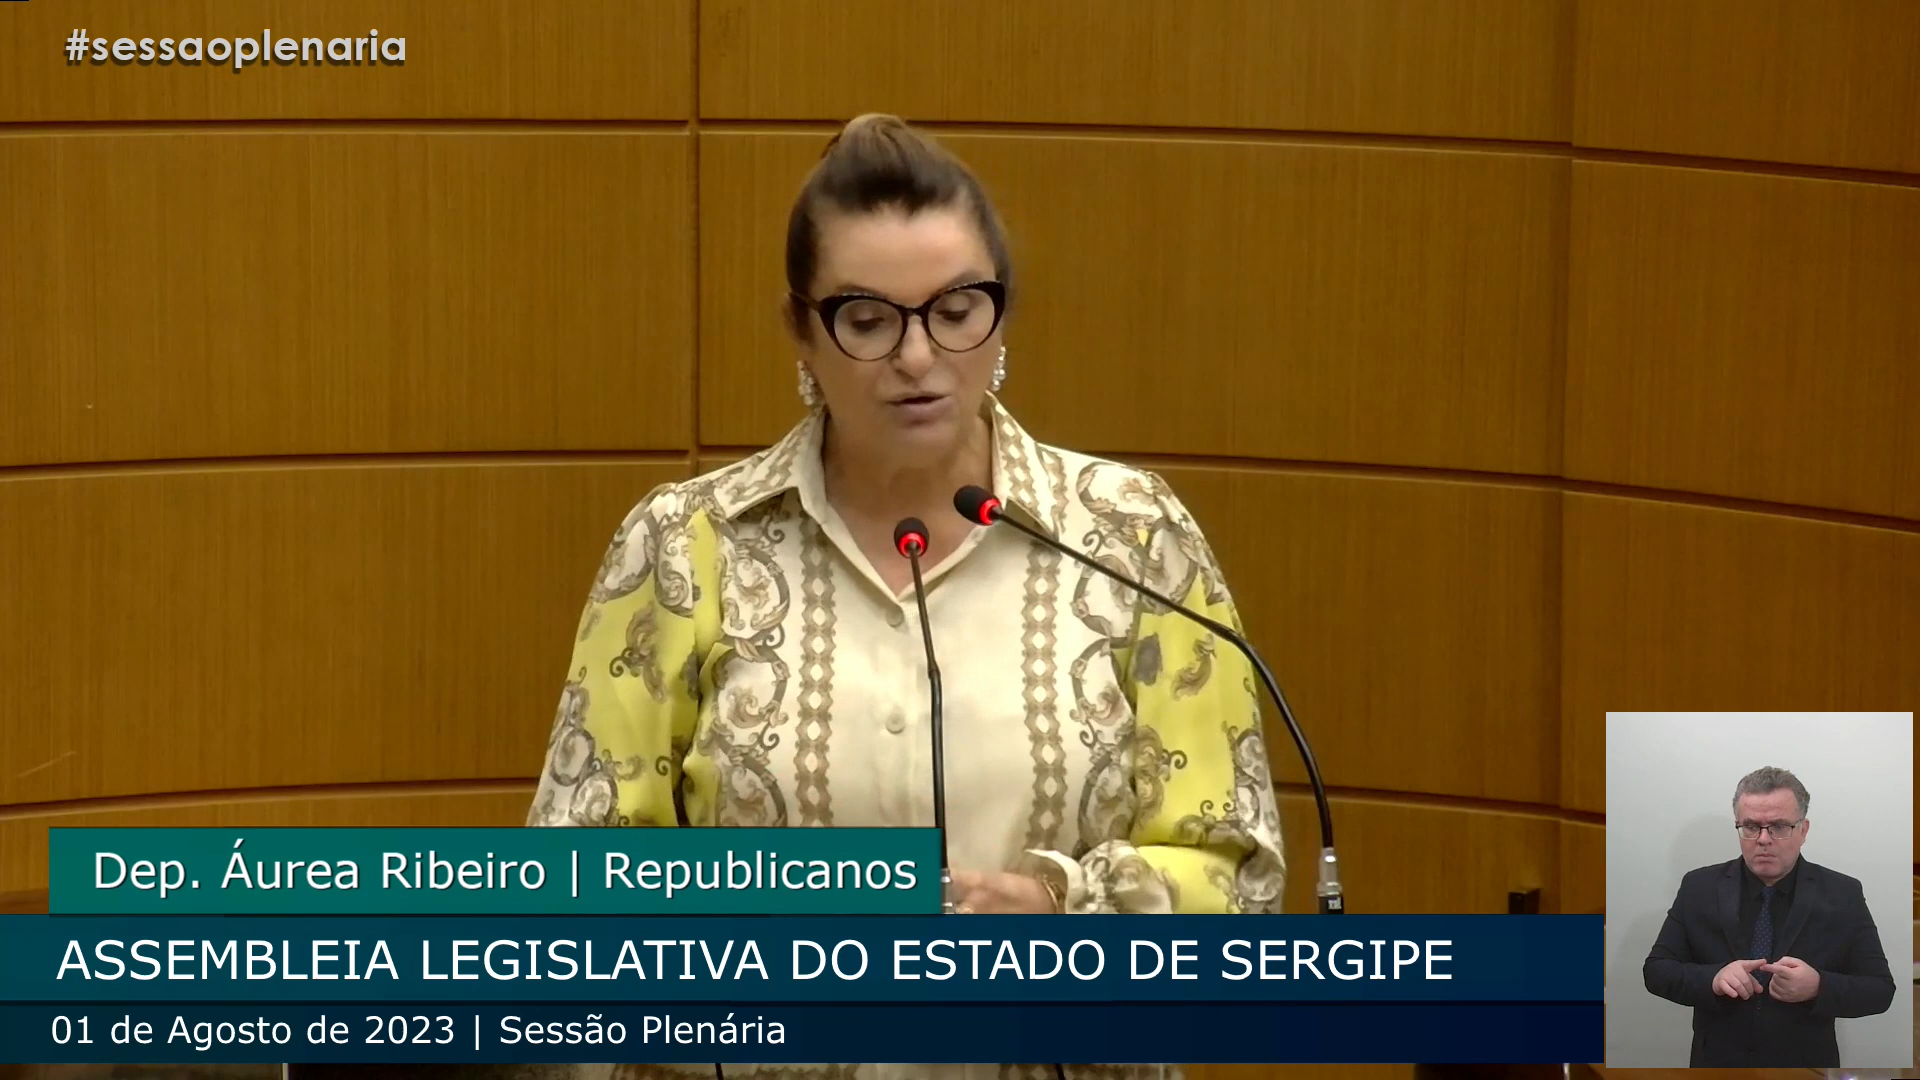 #sessaoplenaria
Dep. Áurea Ribeiro | Republicanos
ASSEMBLEIA LEGISLATIVA DO ESTADO DE SERGIPE
01 de Agosto de 2023 | Sessão Plenária